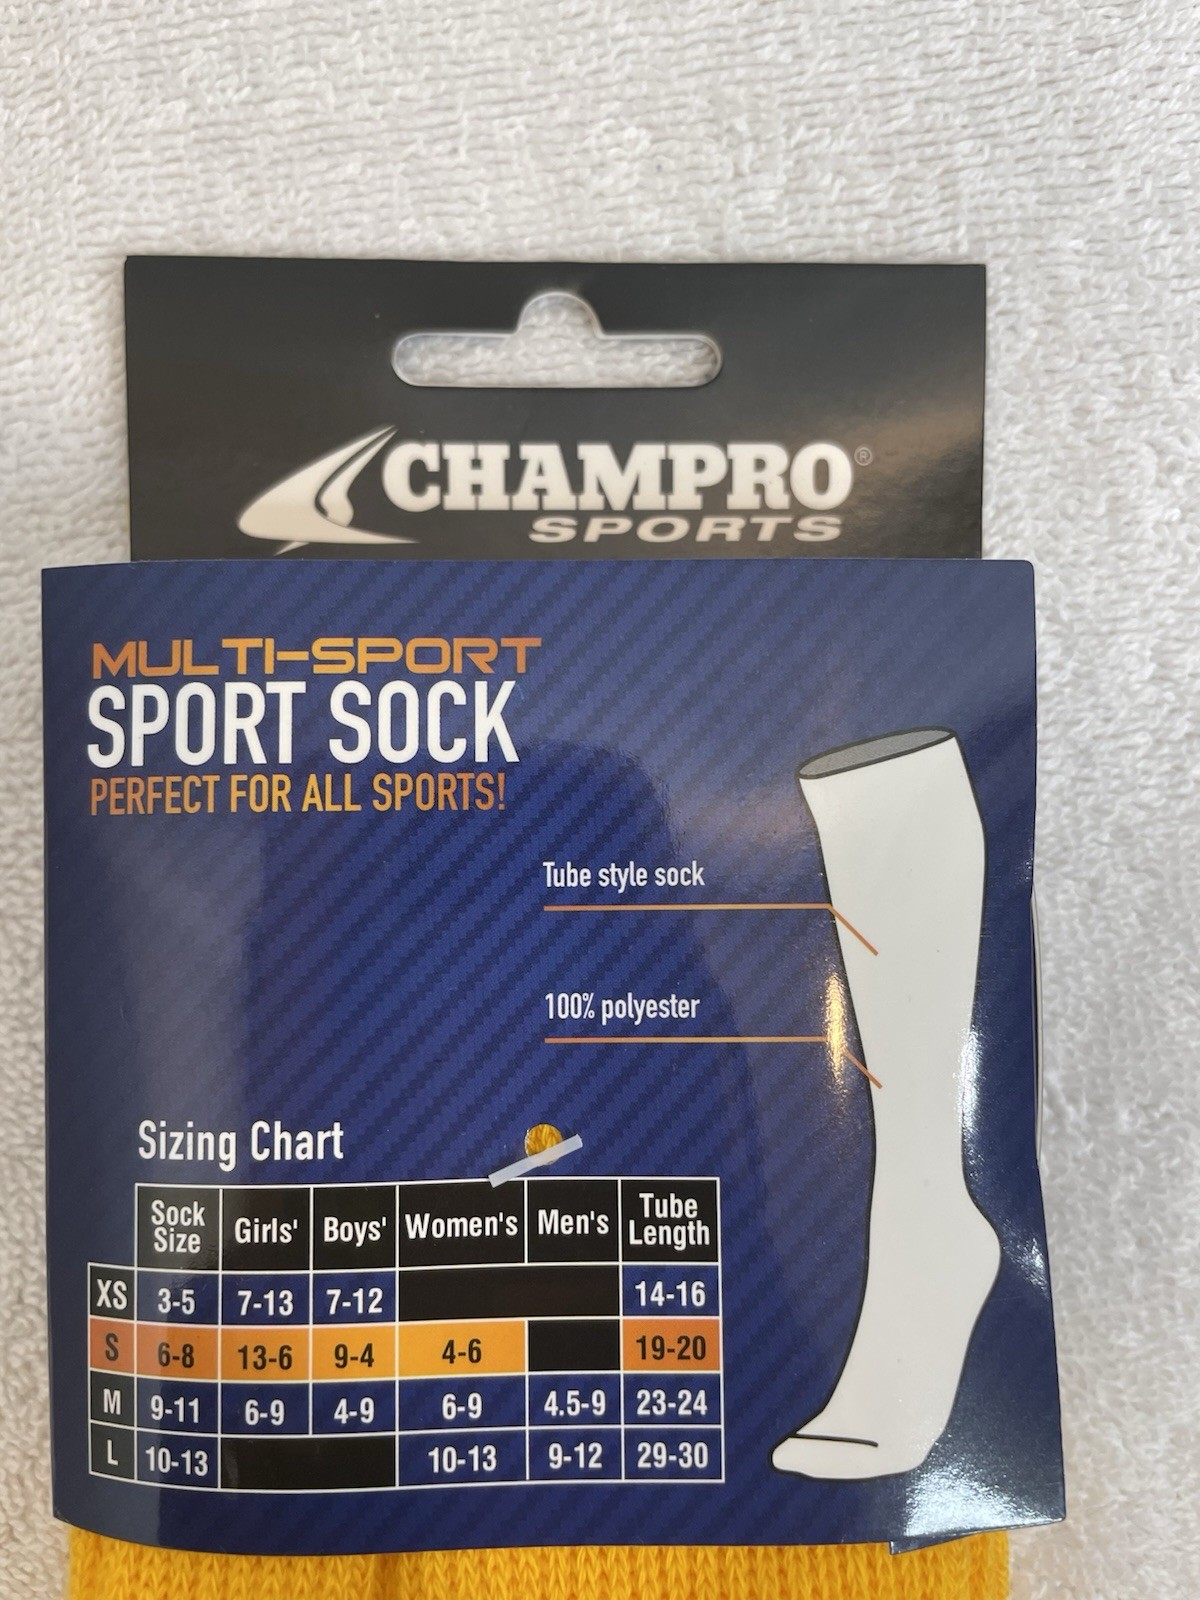 CHAMPRO®
SPORTS
MULTI-SPORT
SPORT SOCK
PERFECT FOR ALL SPORTS!
Tube style sock
100% polyester
Sizing Chart
Sock Size Girls' Boys' Women's Men's Tube Length
XS 3-5 7-13 7-12 14-16
S 6-8 13-6 9-4 4-6 19-20
M 9-11 6-9 4-9 6-9 4.5-9 23-24
L 10-13 10-13 9-12 29-30